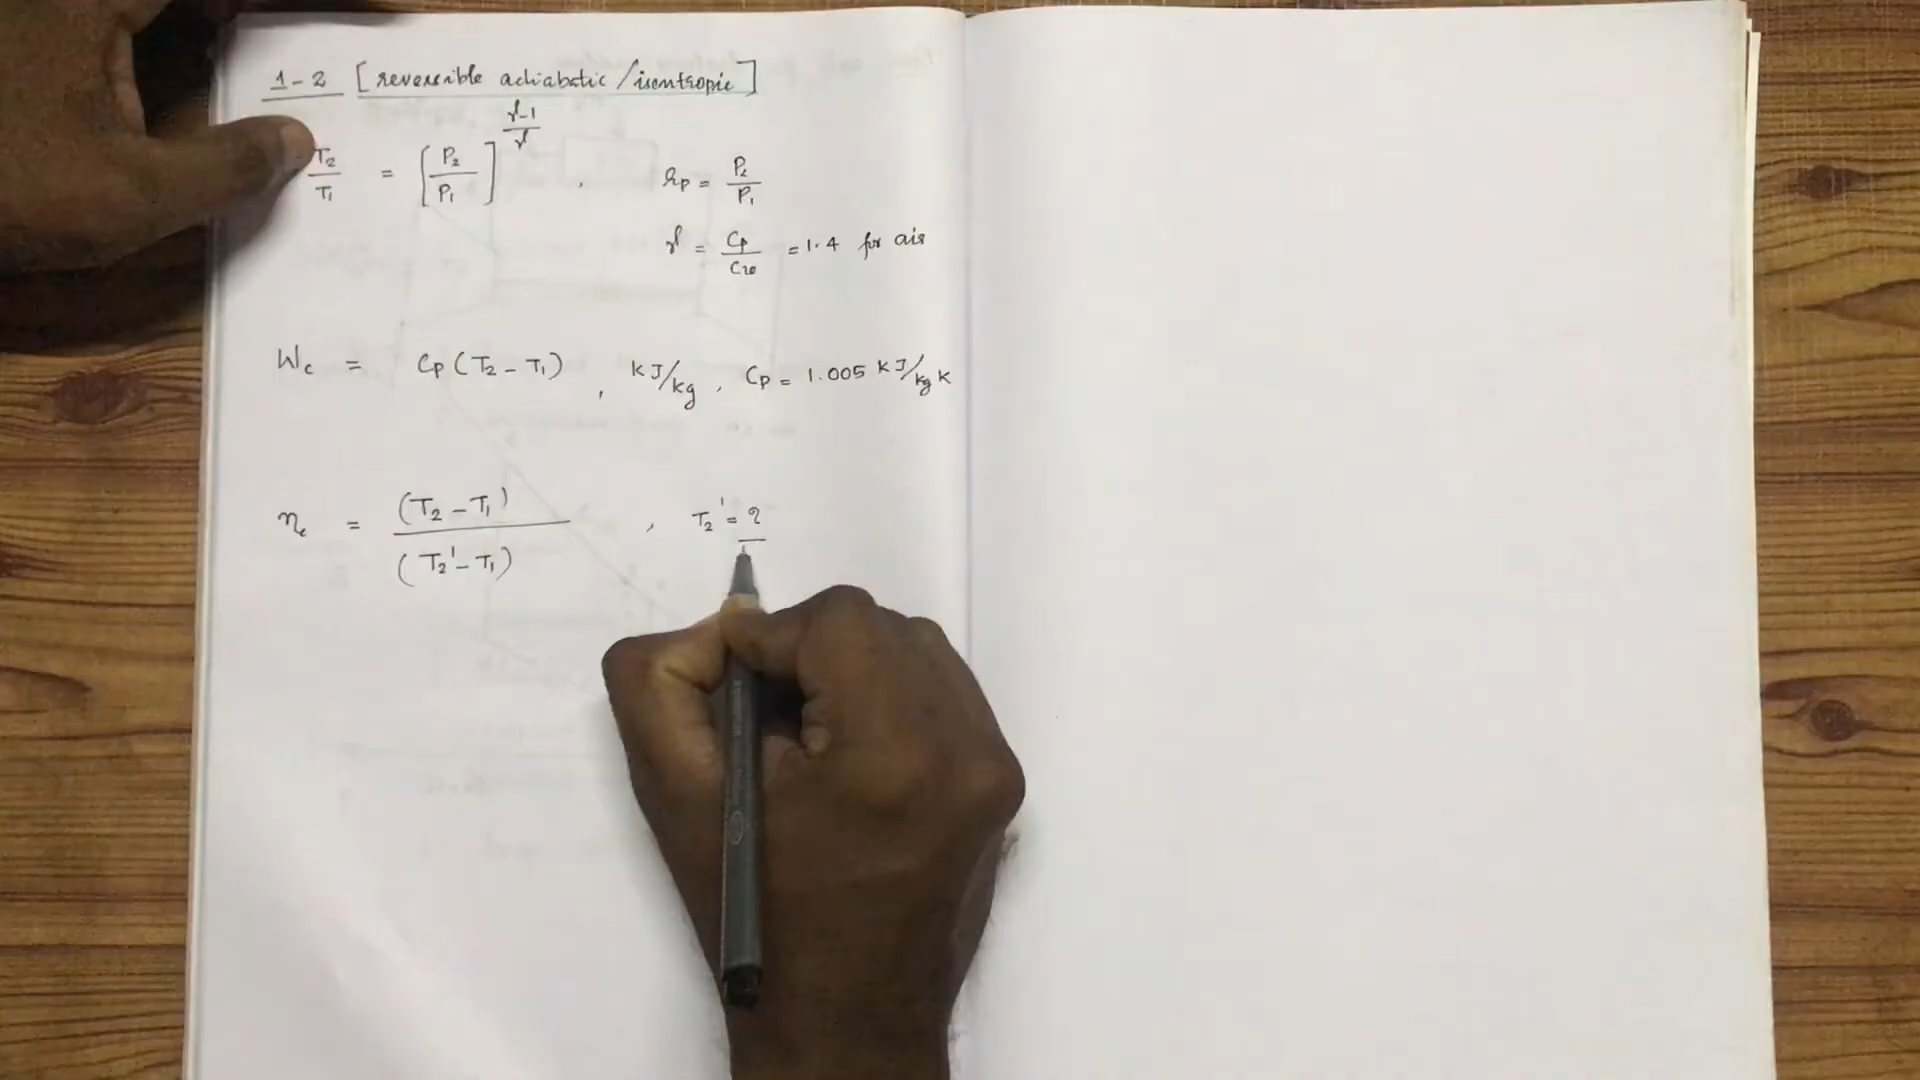 1-2 [reversible adiabatic/isentropic]
T₂/T₁ = [P₂/P₁]^(γ-1)/γ , rp = P₂/P₁
γ = Cp/Cv = 1.4 for air
Wc = Cp(T₂ - T₁) , kJ/kg , Cp = 1.005 kJ/kg K
ηc = (T₂ - T₁)/(T₂' - T₁) , T₂' = ?